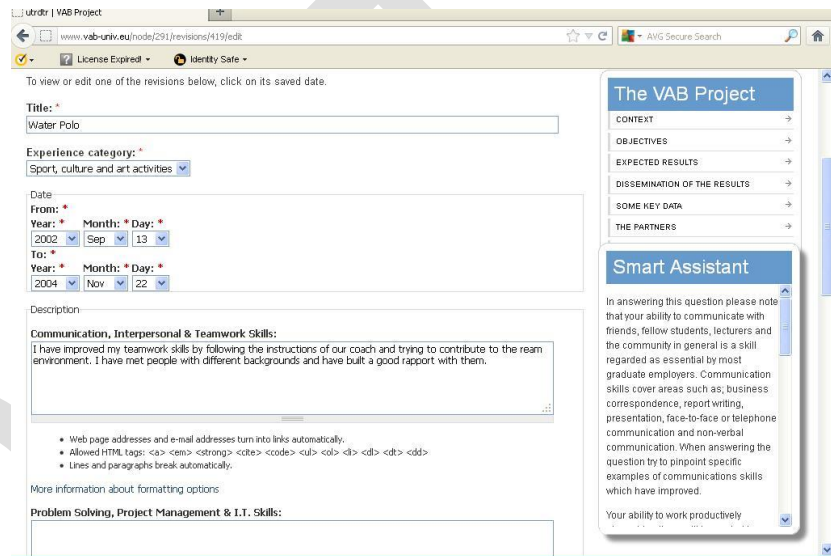 utrdtr | VAB Project
www.vab-univ.eu/node/291/revisions/419/edit
AVG Secure Search
License Expired!
Identity Safe
To view or edit one of the revisions below, click on its saved date.
Title: *
Water Polo
Experience category: *
Sport, culture and art activities
Date
From: *
Year: * Month: * Day: *
2002 Sep 13
To: *
Year: * Month: * Day: *
2004 Nov 22
Description
Communication, Interpersonal & Teamwork Skills:
I have improved my teamwork skills by following the instructions of our coach and trying to contribute to the ream
environment. I have met people with different backgrounds and have built a good rapport with them.
Web page addresses and e-mail addresses turn into links automatically.
Allowed HTML tags: <a> <em> <strong> <cite> <code> <ul> <ol> <li> <dl> <dt> <dd>
Lines and paragraphs break automatically.
More information about formatting options
Problem Solving, Project Management & I.T. Skills:
The VAB Project
CONTEXT
OBJECTIVES
EXPECTED RESULTS
DISSEMINATION OF THE RESULTS
SOME KEY DATA
THE PARTNERS
Smart Assistant
In answering this question please note
that your ability to communicate with
friends, fellow students, lecturers and
the community in general is a skill
regarded as essential by most
graduate employers. Communication
skills cover areas such as; business
correspondence, report writing,
presentation, face-to-face or telephone
communication and non-verbal
communication. When answering the
question try to pinpoint specific
examples of communications skills
which have improved.
Your ability to work productively